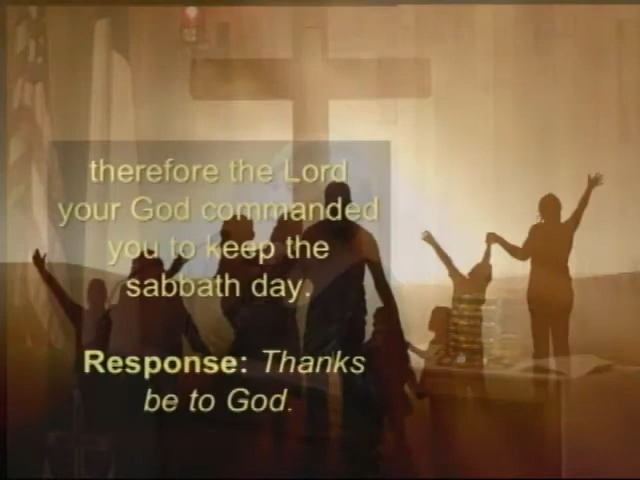 therefore the Lord
your God commanded
you to keep the
sabbath day.
Response: Thanks
be to God.